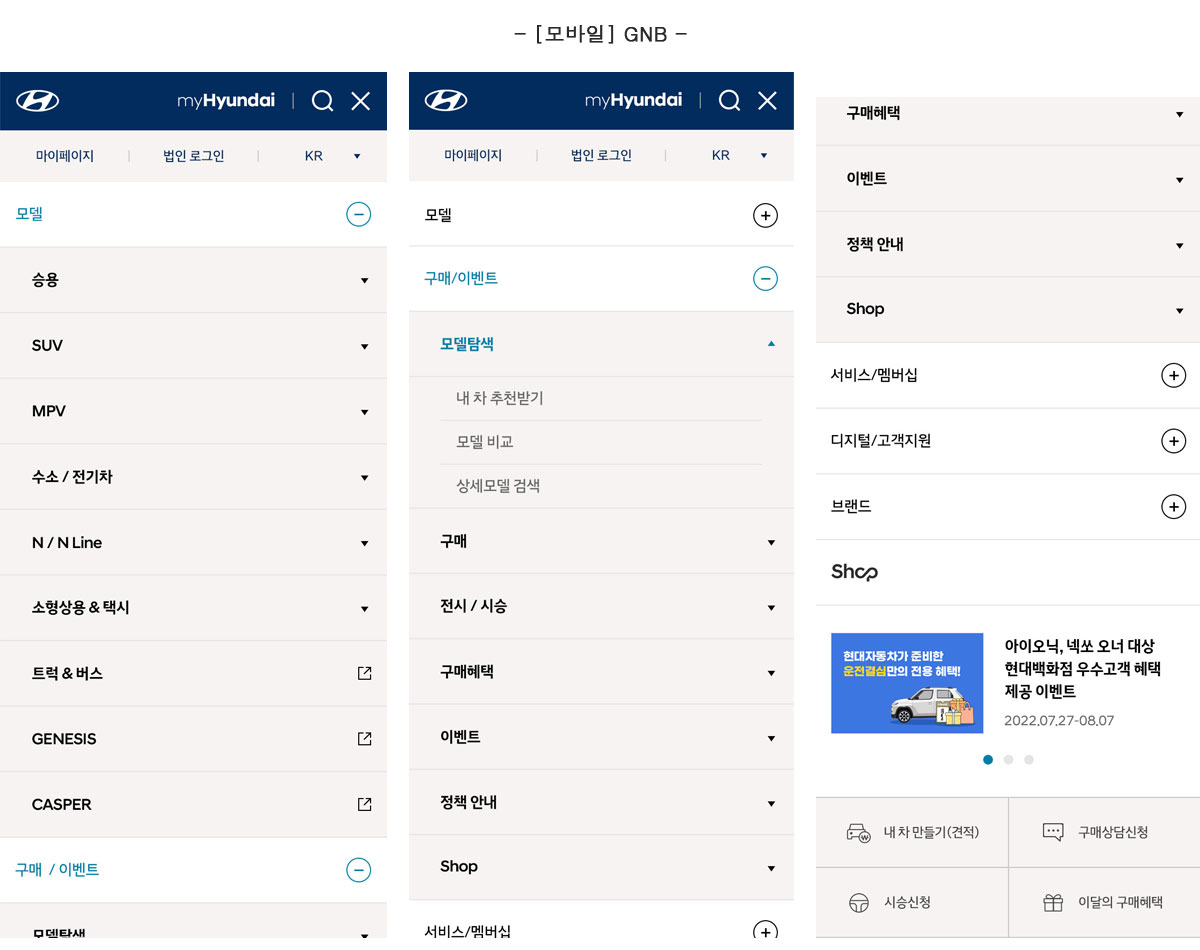 - [모바일] GNB -
myHyundai
마이페이지
법인 로그인
KR
모델
승용
SUV
MPV
수소 / 전기차
N / N Line
소형상용 & 택시
트럭 & 버스
GENESIS
CASPER
구매 / 이벤트
모델탐색
myHyundai
마이페이지
법인 로그인
KR
모델
구매/이벤트
모델탐색
내 차 추천받기
모델 비교
상세모델 검색
구매
전시 / 시승
구매혜택
이벤트
정책 안내
Shop
서비스/멤버십
구매혜택
이벤트
정책 안내
Shop
서비스/멤버십
디지털/고객지원
브랜드
Shop
현대자동차가 준비한
운전결심만의 전용 혜택!
아이오닉, 넥쏘 오너 대상
현대백화점 우수고객 혜택
제공 이벤트
2022.07.27-08.07
내 차 만들기(견적)
구매상담신청
시승신청
이달의 구매혜택